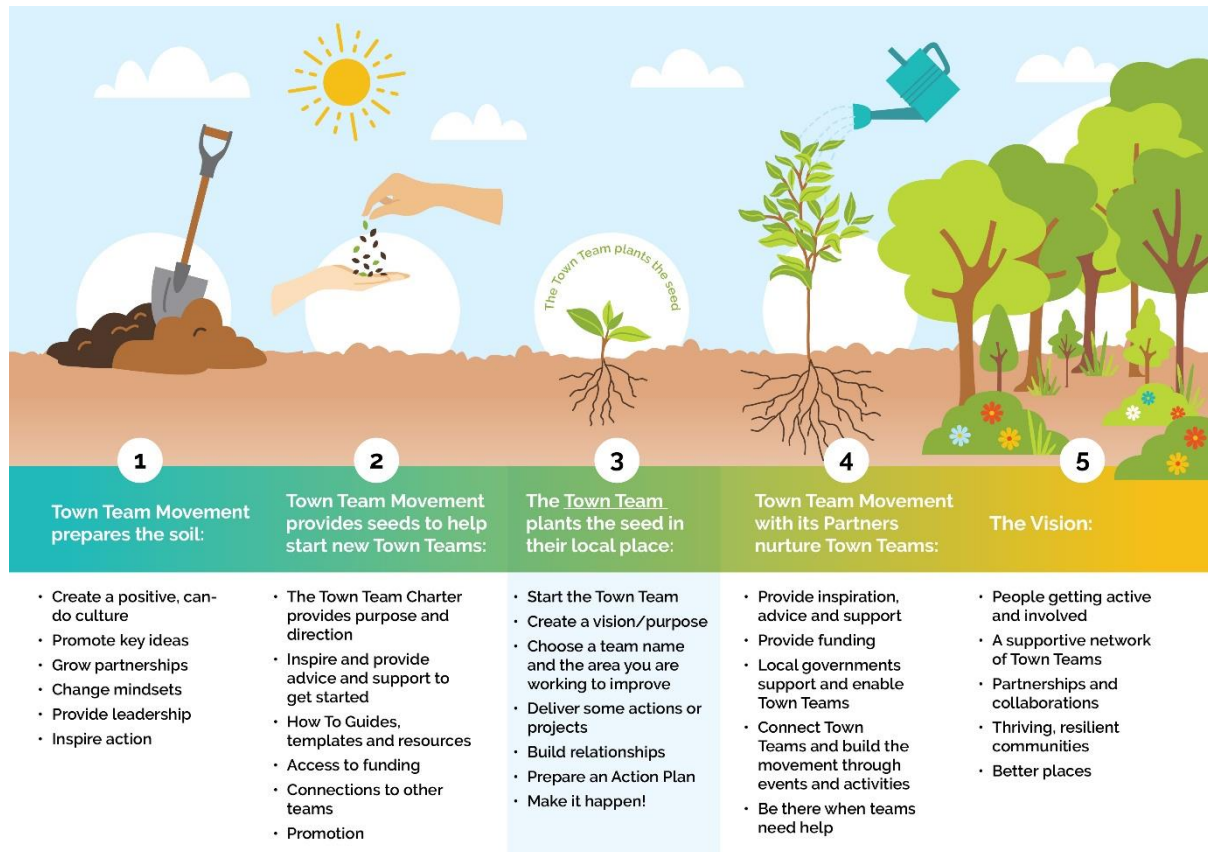 The Town Team plants the seed
1
Town Team Movement
prepares the soil:
• Create a positive, can-
do culture
• Promote key ideas
• Grow partnerships
• Change mindsets
• Provide leadership
• Inspire action
2
Town Team Movement
provides seeds to help
start new Town Teams:
• The Town Team Charter
provides purpose and
direction
• Inspire and provide
advice and support to
get started
• How To Guides,
templates and resources
• Access to funding
• Connections to other
teams
• Promotion
3
The Town Team
plants the seed in
their local place:
• Start the Town Team
• Create a vision/purpose
• Choose a team name
and the area you are
working to improve
• Deliver some actions or
projects
• Build relationships
• Prepare an Action Plan
• Make it happen!
4
Town Team Movement
with its Partners
nurture Town Teams:
• Provide inspiration,
advice and support
• Provide funding
• Local governments
support and enable
Town Teams
• Connect Town
Teams and build the
movement through
events and activities
• Be there when teams
need help
5
The Vision:
• People getting active
and involved
• A supportive network
of Town Teams
• Partnerships and
collaborations
• Thriving, resilient
communities
• Better places